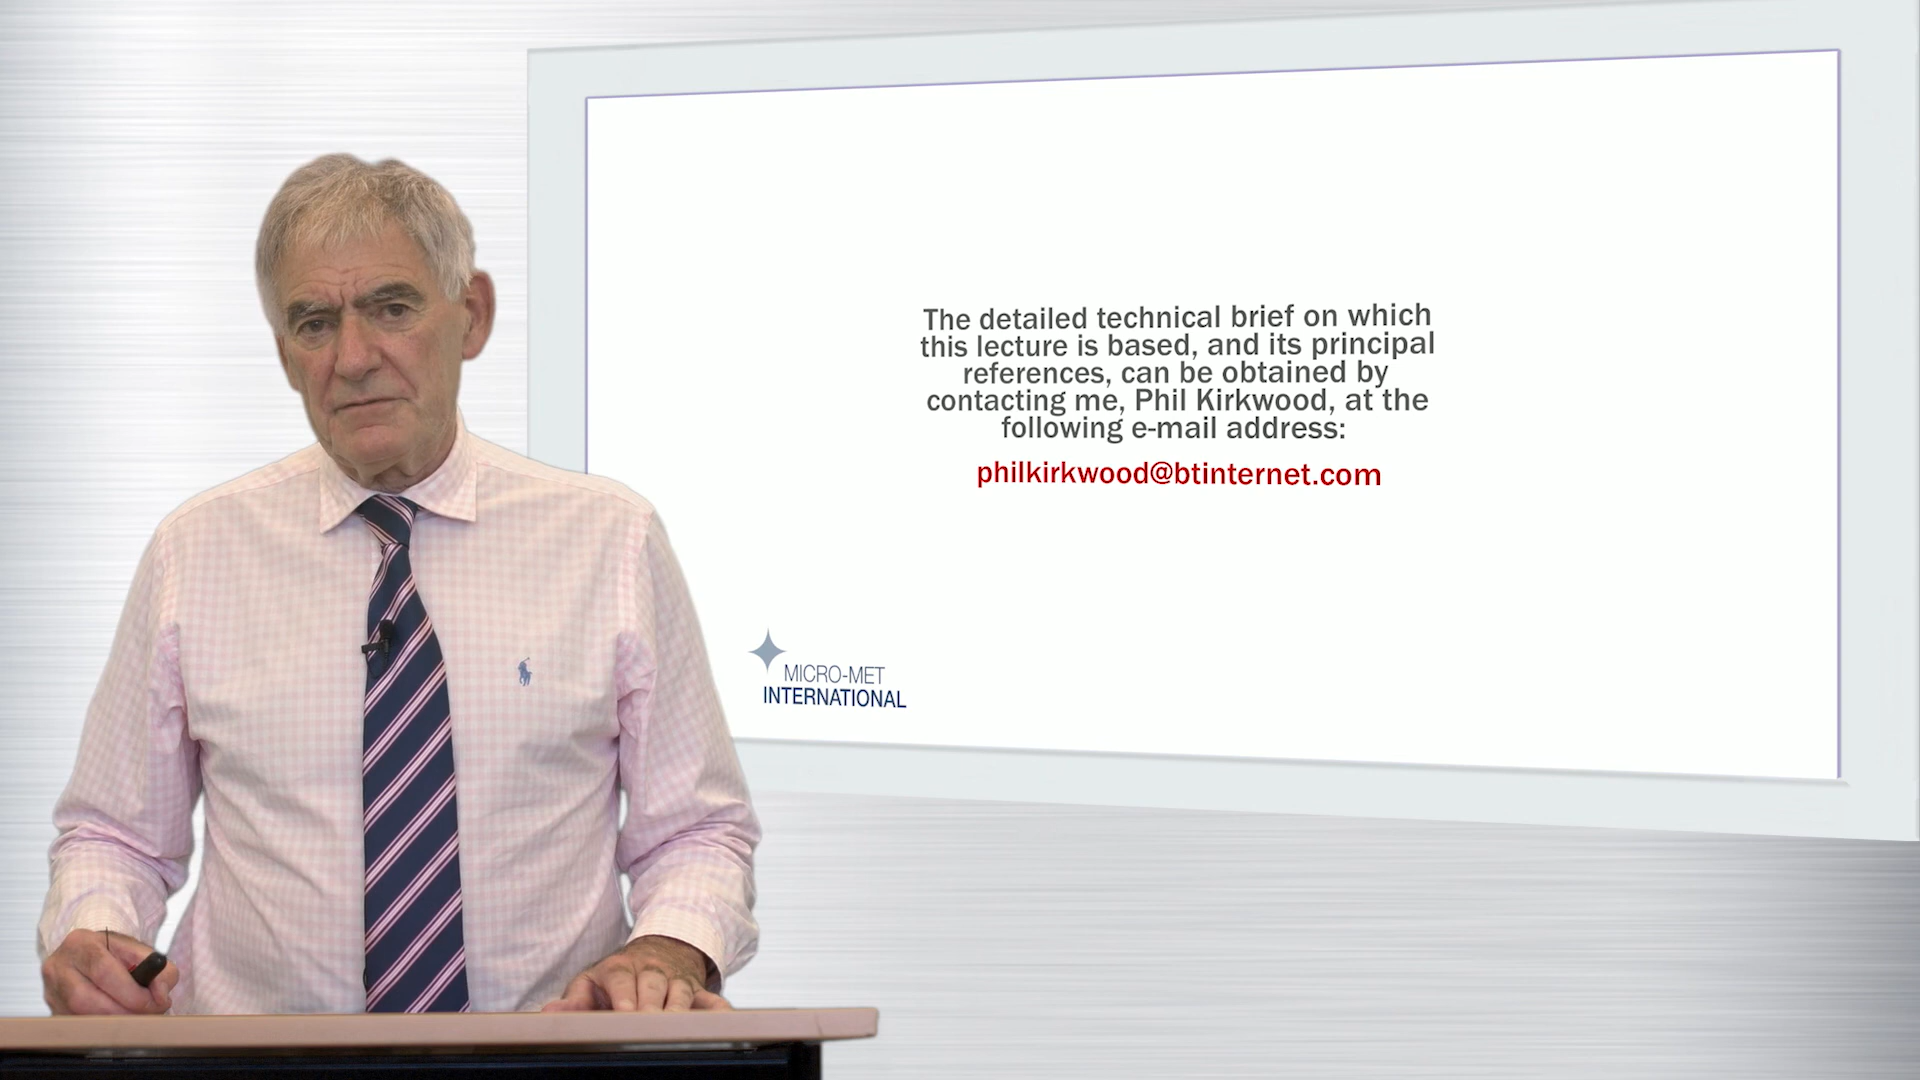 The detailed technical brief on which
this lecture is based, and its principal
references, can be obtained by
contacting me, Phil Kirkwood, at the
following e-mail address:
philkirkwood@btinternet.com
MICRO-MET
INTERNATIONAL